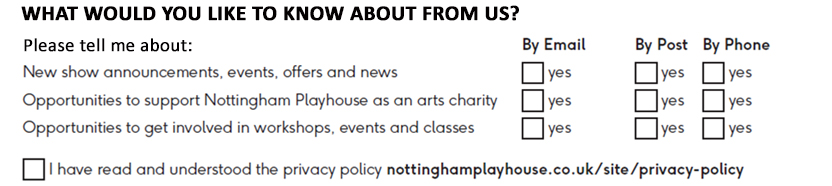 WHAT WOULD YOU LIKE TO KNOW ABOUT FROM US?
Please tell me about: By Email By Post By Phone
New show announcements, events, offers and news yes yes yes
Opportunities to support Nottingham Playhouse as an arts charity yes yes yes
Opportunities to get involved in workshops, events and classes yes yes yes
I have read and understood the privacy policy nottinghamplayhouse.co.uk/site/privacy-policy